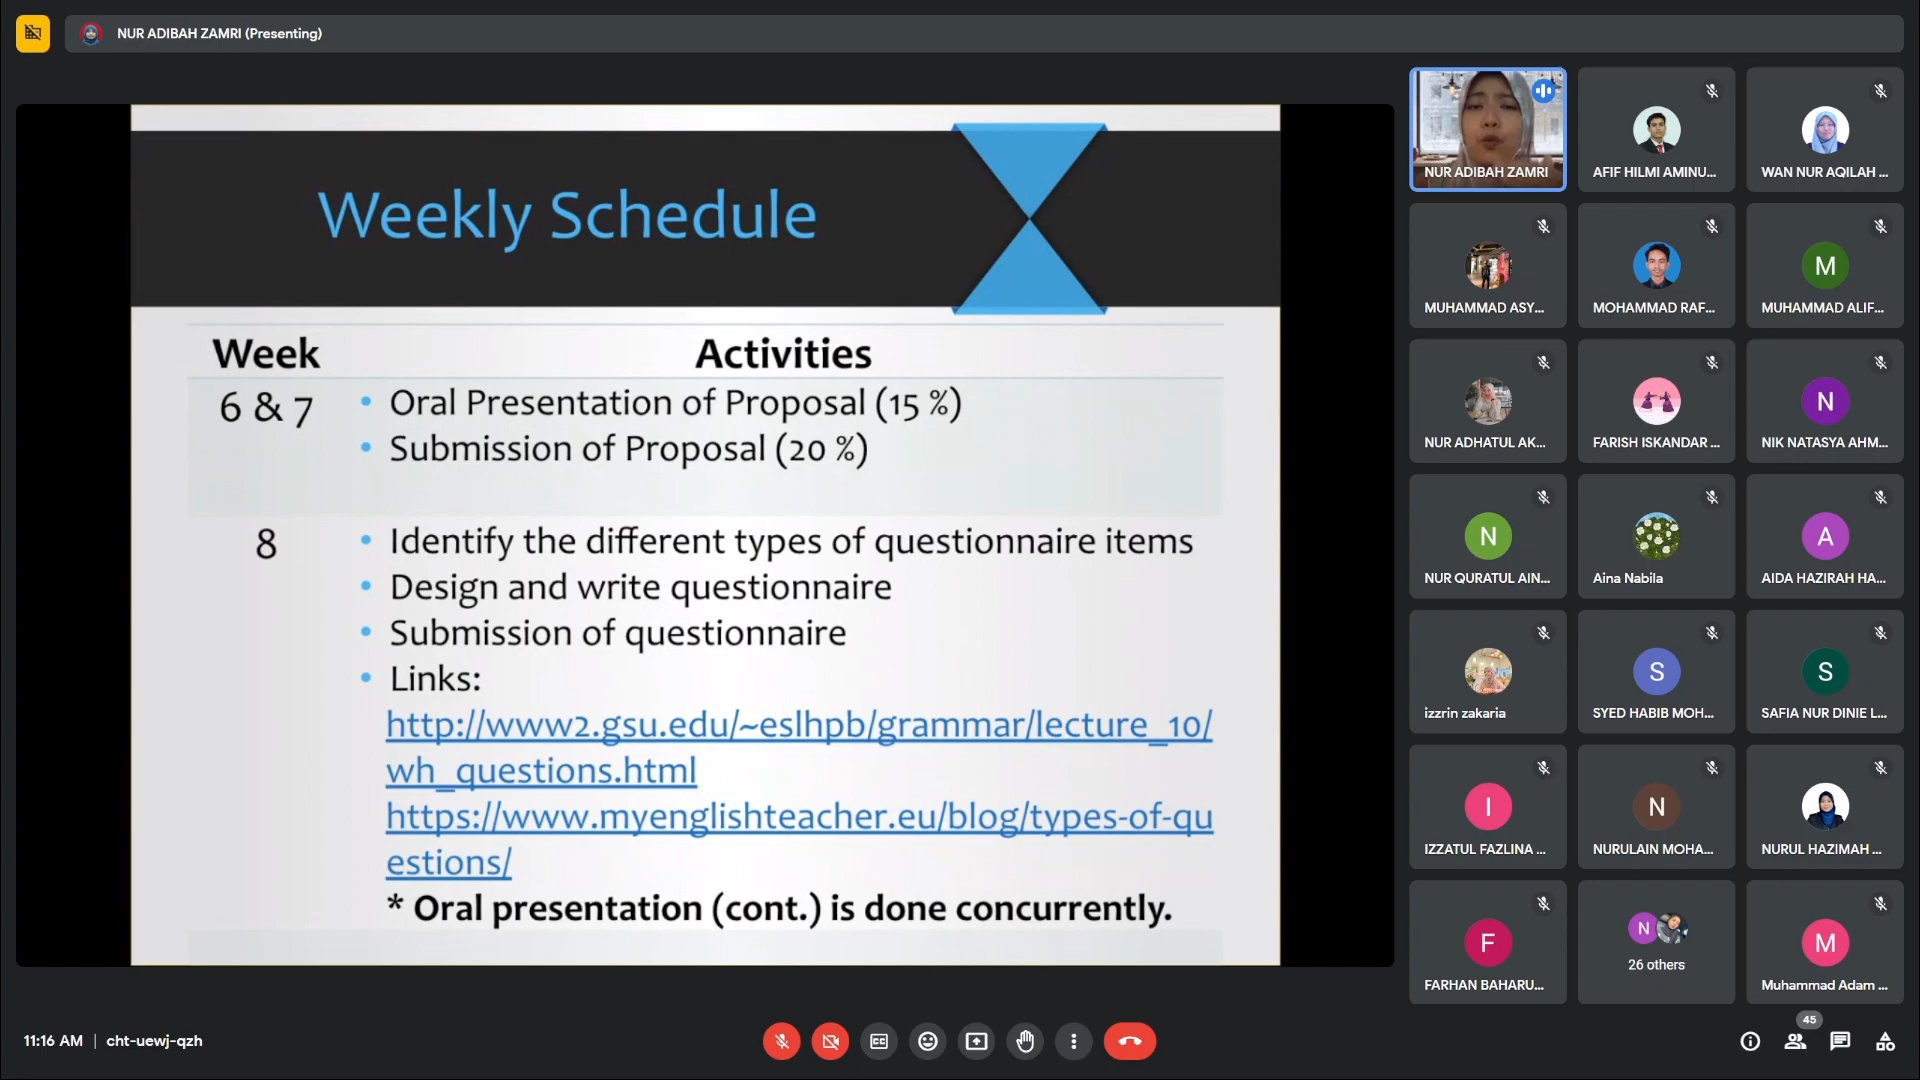 NUR ADIBAH ZAMRI (Presenting)
Weekly Schedule
Week Activities
6 & 7
• Oral Presentation of Proposal (15 %)
• Submission of Proposal (20 %)
8
• Identify the different types of questionnaire items
• Design and write questionnaire
• Submission of questionnaire
• Links:
http://www2.gsu.edu/~eslhpb/grammar/lecture_10/
wh_questions.html
https://www.myenglishteacher.eu/blog/types-of-qu
estions/
* Oral presentation (cont.) is done concurrently.
NUR ADIBAH ZAMRI
AFIF HILMI AMINU...
WAN NUR AQILAH ...
MUHAMMAD ASY...
MOHAMMAD RAF...
M
MUHAMMAD ALIF...
NUR ADHATUL AK...
FARISH ISKANDAR ...
N
NIK NATASYA AHM...
N
NUR QURATUL AIN...
Aina Nabila
A
AIDA HAZIRAH HA...
izzrin zakaria
S
SYED HABIB MOH...
S
SAFIA NUR DINIE L...
I
IZZATUL FAZLINA ...
N
NURULAIN MOHA...
NURUL HAZIMAH ...
F
FARHAN BAHARU...
N
26 others
M
Muhammad Adam ...
11:16 AM | cht-uewj-qzh
CC
45